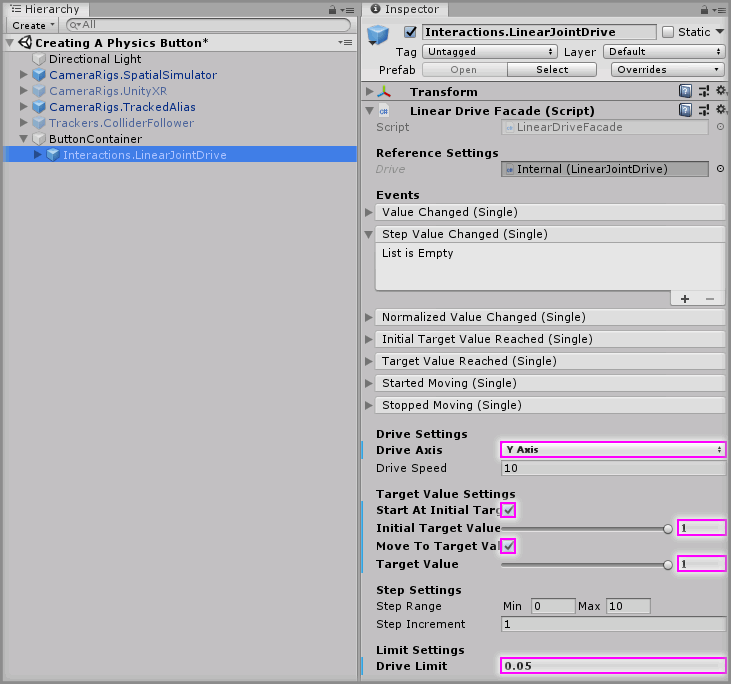 Hierarchy
Create
All
Creating A Physics Button*
Directional Light
CameraRigs.SpatialSimulator
CameraRigs.UnityXR
CameraRigs.TrackedAlias
Trackers.ColliderFollower
ButtonContainer
Interactions.LinearJointDrive
Inspector
Interactions.LinearJointDrive Static
Tag Untagged Layer Default
Prefab Open Select Overrides
Transform
Linear Drive Facade (Script)
Script LinearDriveFacade
Reference Settings
Drive Internal (LinearJointDrive)
Events
Value Changed (Single)
Step Value Changed (Single)
List is Empty
+ −
Normalized Value Changed (Single)
Initial Target Value Reached (Single)
Target Value Reached (Single)
Started Moving (Single)
Stopped Moving (Single)
Drive Settings
Drive Axis Y Axis
Drive Speed 10
Target Value Settings
Start At Initial Tar
Initial Target Value 1
Move To Target Val
Target Value 1
Step Settings
Step Range Min 0 Max 10
Step Increment 1
Limit Settings
Drive Limit 0.05